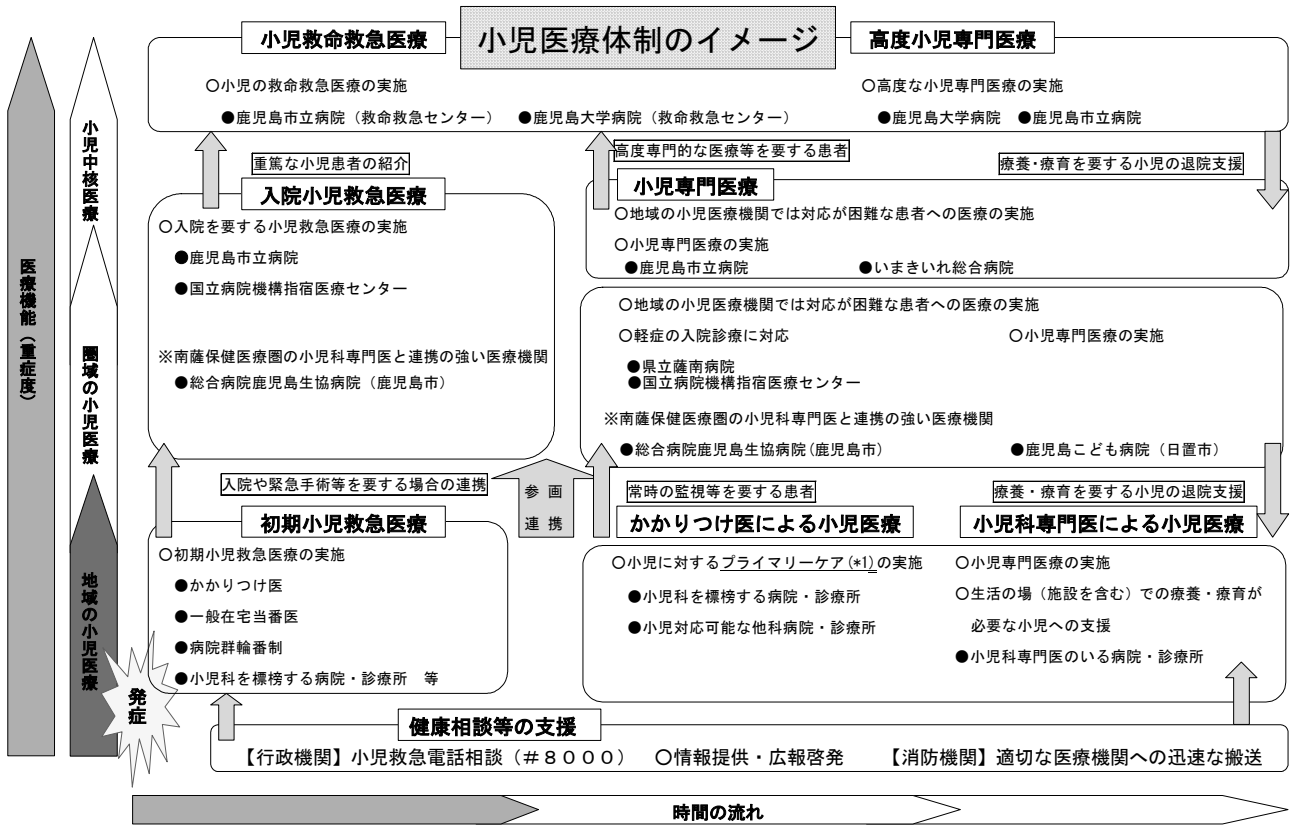 小児医療体制のイメージ
小児救命救急医療
高度小児専門医療
○小児の救命救急医療の実施
○高度な小児専門医療の実施
●鹿児島市立病院（救命救急センター）
●鹿児島大学病院（救命救急センター）
●鹿児島大学病院
●鹿児島市立病院
重篤な小児患者の紹介
高度専門的な医療等を要する患者
療養・療育を要する小児の退院支援
入院小児救急医療
○入院を要する小児救急医療の実施
●鹿児島市立病院
●国立病院機構指宿医療センター
※南薩保健医療圏の小児科専門医と連携の強い医療機関
●総合病院鹿児島生協病院（鹿児島市）
小児専門医療
○地域の小児医療機関では対応が困難な患者への医療の実施
○小児専門医療の実施
●鹿児島市立病院
●いまきいれ総合病院
○地域の小児医療機関では対応が困難な患者への医療の実施
○軽症の入院診療に対応
○小児専門医療の実施
●県立薩南病院
●国立病院機構指宿医療センター
※南薩保健医療圏の小児科専門医と連携の強い医療機関
●総合病院鹿児島生協病院(鹿児島市）
●鹿児島こども病院（日置市）
入院や緊急手術等を要する場合の連携
参画
連携
常時の監視等を要する患者
療養・療育を要する小児の退院支援
初期小児救急医療
○初期小児救急医療の実施
●かかりつけ医
●一般在宅当番医
●病院群輪番制
●小児科を標榜する病院・診療所　等
かかりつけ医による小児医療
小児科専門医による小児医療
○小児に対するプライマリーケア(*1)の実施
●小児科を標榜する病院・診療所
●小児対応可能な他科病院・診療所
○小児専門医療の実施
○生活の場（施設を含む）での療養・療育が
必要な小児への支援
●小児科専門医のいる病院・診療所
健康相談等の支援
【行政機関】小児救急電話相談（＃８０００）　○情報提供・広報啓発　【消防機関】適切な医療機関への迅速な搬送
医療機能（重症度）
小児中核医療
圏域の小児医療
地域の小児医療
発症
時間の流れ